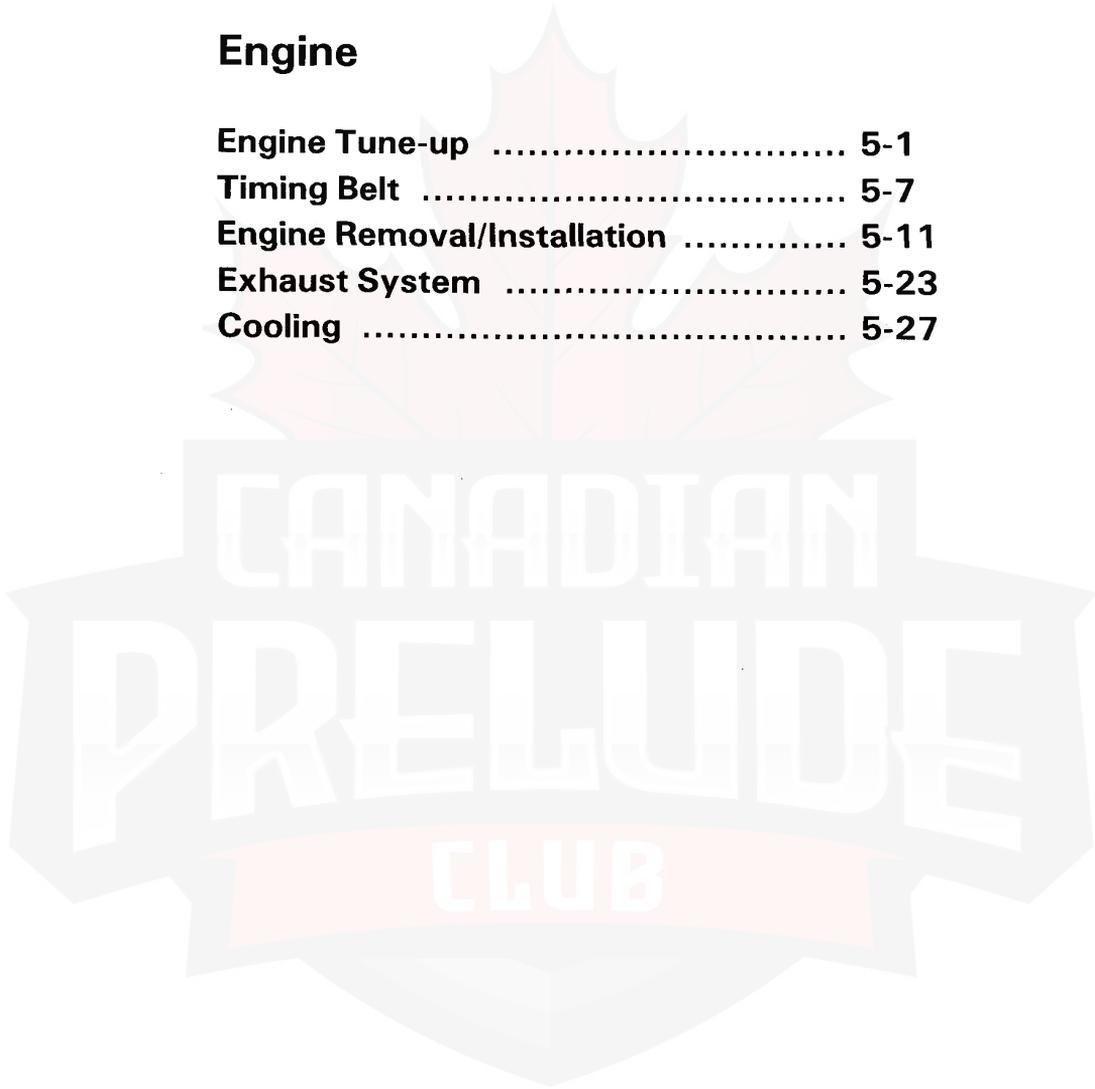 Engine
Engine Tune-up .............................. 5-1
Timing Belt .................................... 5-7
Engine Removal/Installation .............. 5-11
Exhaust System ............................. 5-23
Cooling ......................................... 5-27
CANADIAN
PRELUDE
CLUB